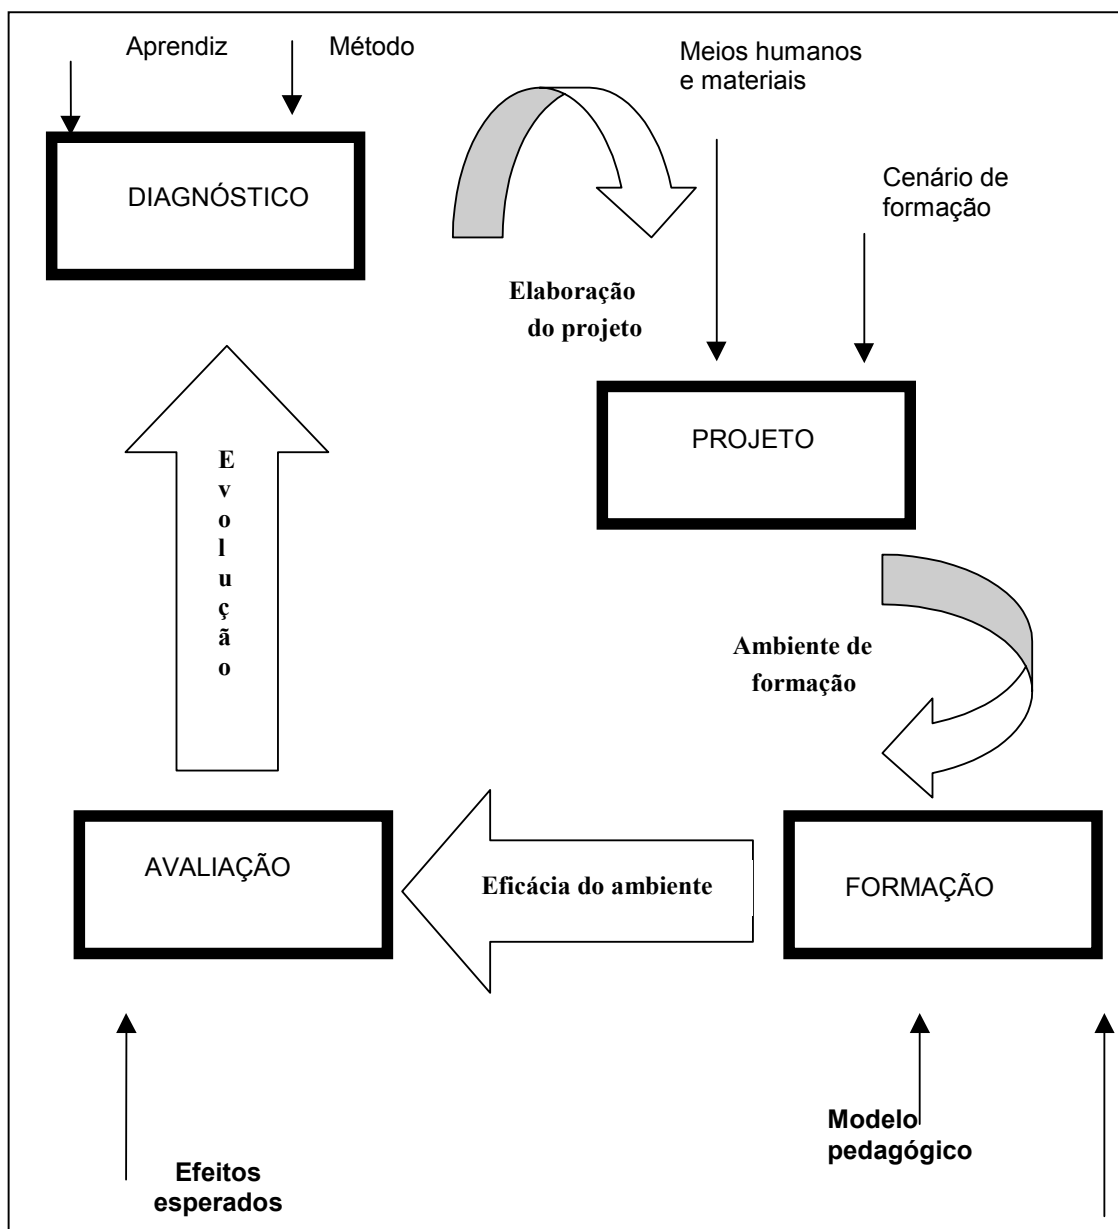 Aprendiz
Método
Meios humanos
e materiais
Cenário de
formação
DIAGNÓSTICO
Elaboração
do projeto
PROJETO
E
v
o
l
u
ç
ã
o
Ambiente de
formação
AVALIAÇÃO
Eficácia do ambiente
FORMAÇÃO
Modelo
pedagógico
Efeitos
esperados